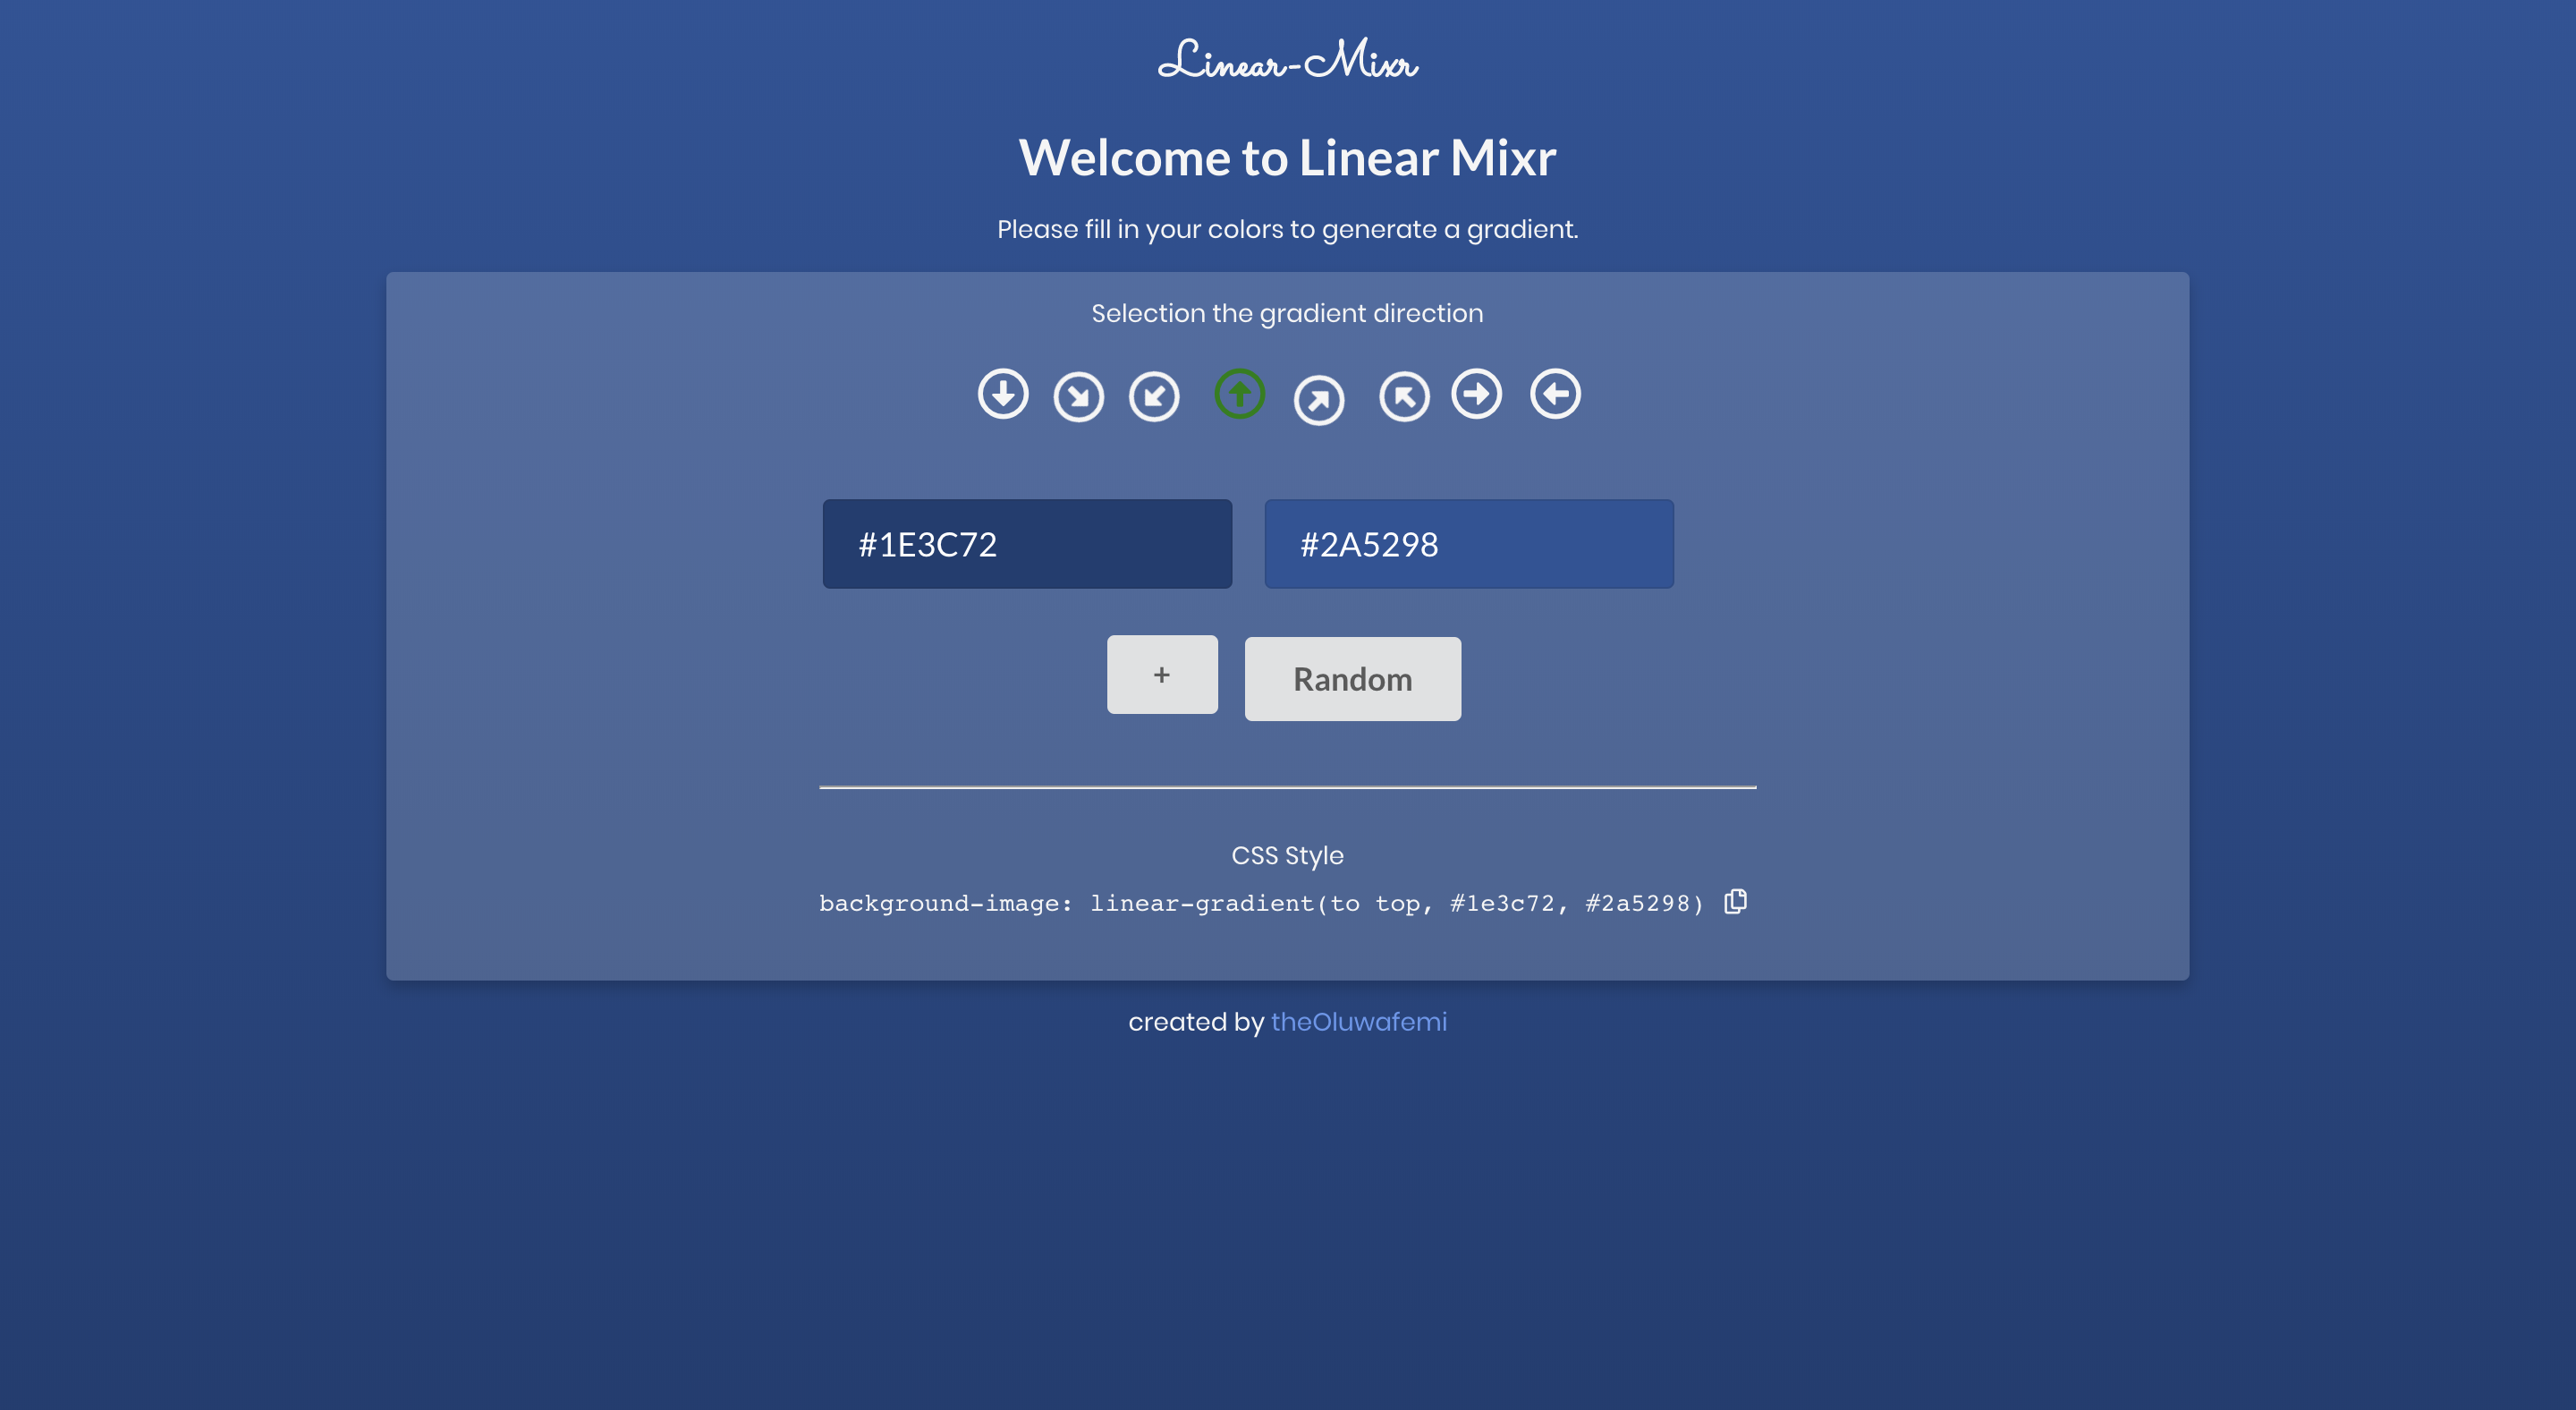 Linear-Mixr
Welcome to Linear Mixr
Please fill in your colors to generate a gradient.
Selection the gradient direction
#1E3C72 #2A5298
+ Random
CSS Style
background-image: linear-gradient(to top, #1e3c72, #2a5298)
created by theOluwafemi